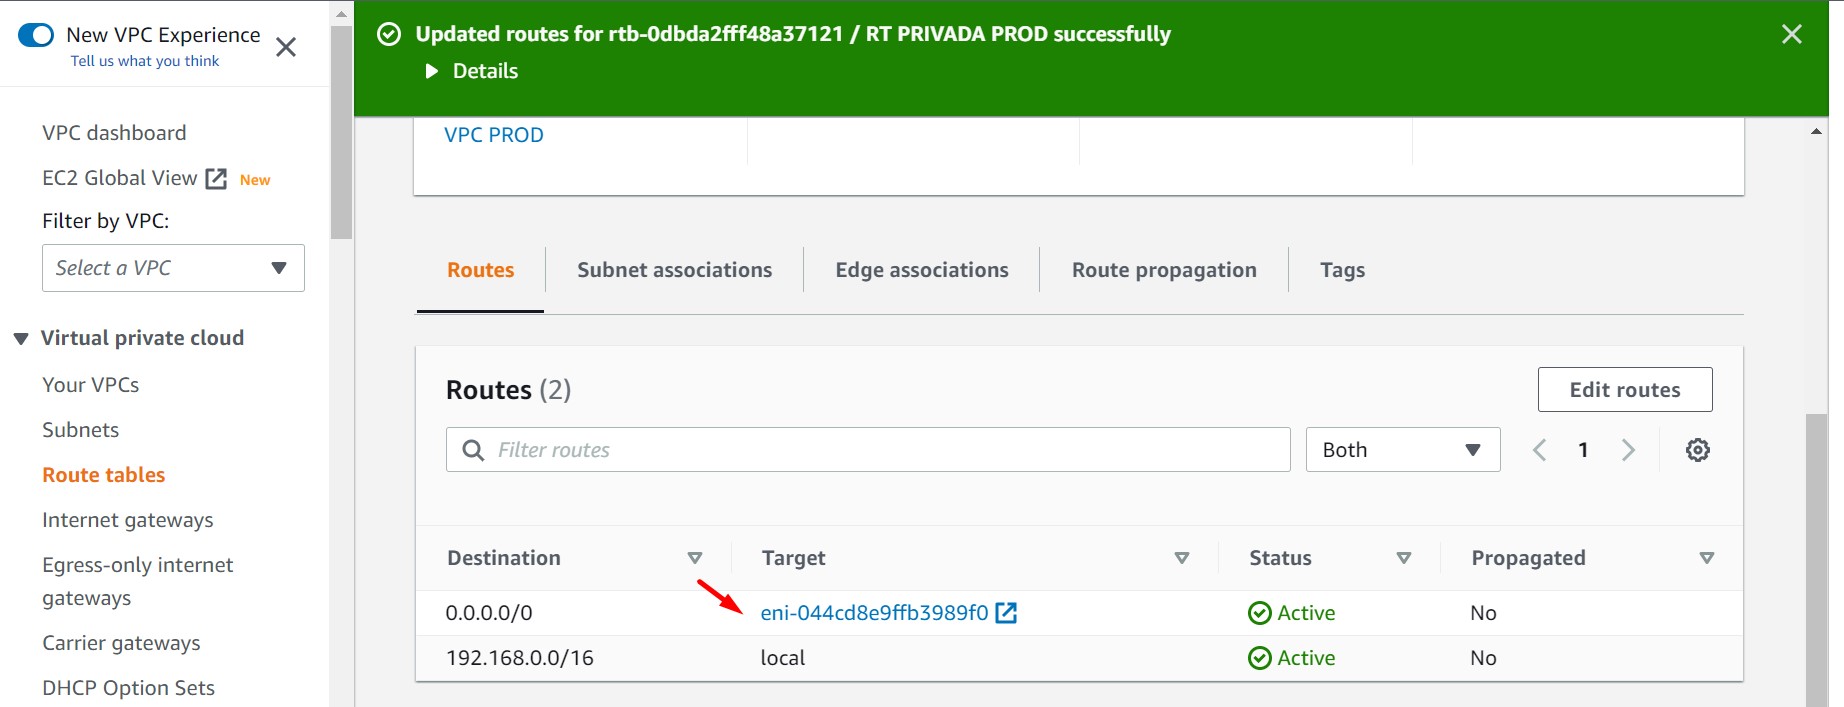 New VPC Experience
Tell us what you think
VPC dashboard
EC2 Global View New
Filter by VPC:
Select a VPC
Virtual private cloud
Your VPCs
Subnets
Route tables
Internet gateways
Egress-only internet
gateways
Carrier gateways
DHCP Option Sets
Updated routes for rtb-0dbda2fff48a37121 / RT PRIVADA PROD successfully
Details
VPC PROD
Routes Subnet associations Edge associations Route propagation Tags
Routes (2) Edit routes
Filter routes Both 1
Destination Target Status Propagated
0.0.0.0/0 eni-044cd8e9ffb3989f0 Active No
192.168.0.0/16 local Active No